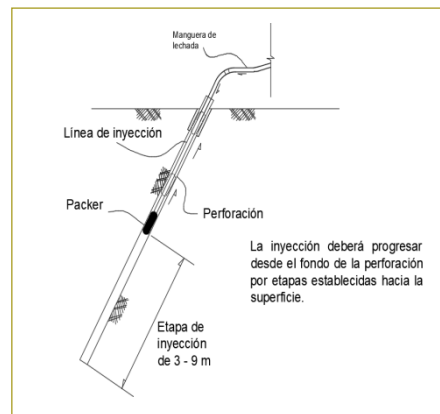 Manguera de
lechada
Línea de inyección
Packer
Perforación
La inyección deberá progresar
desde el fondo de la perforación
por etapas establecidas hacia la
superficie.
Etapa de
inyección
de 3 - 9 m